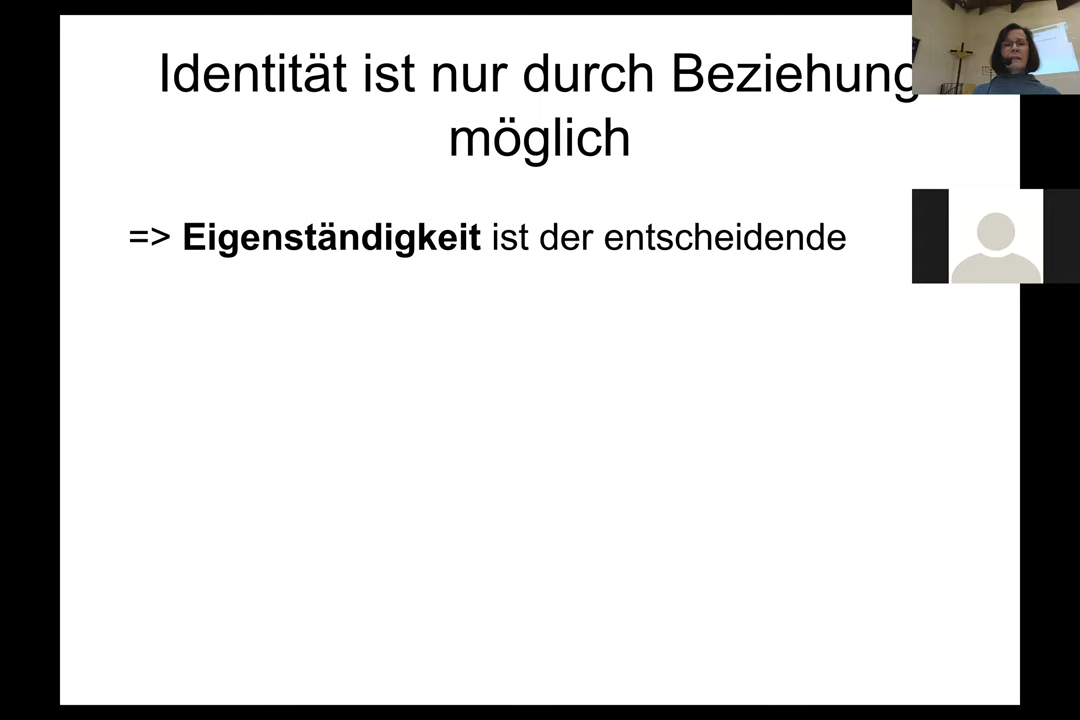 Identität ist nur durch Beziehung
möglich
=> Eigenständigkeit ist der entscheidende